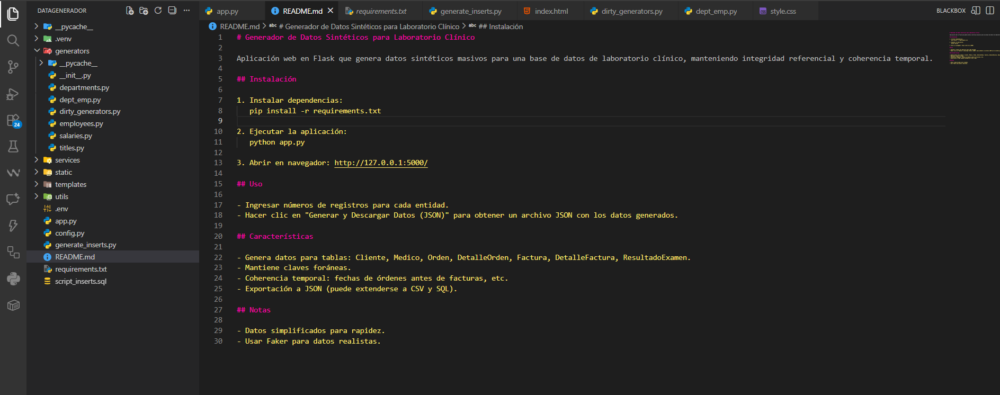 DATAGENERADOR
app.py
README.md
requirements.txt
generate_inserts.py
index.html
dirty_generators.py
dept_emp.py
style.css
BLACKBOX
README.md > abc # Generador de Datos Sintéticos para Laboratorio Clínico > abc ## Instalación
__pycache__
.venv
generators
__pycache__
__init__.py
departments.py
dept_emp.py
dirty_generators.py
employees.py
salaries.py
titles.py
services
static
templates
utils
.env
app.py
config.py
generate_inserts.py
README.md
requirements.txt
script_inserts.sql
24
1 # Generador de Datos Sintéticos para Laboratorio Clínico
2
3 Aplicación web en Flask que genera datos sintéticos masivos para una base de datos de laboratorio clínico, manteniendo integridad referencial y coherencia temporal.
4
5 ## Instalación
6
7 1. Instalar dependencias:
8 pip install -r requirements.txt
9
10 2. Ejecutar la aplicación:
11 python app.py
12
13 3. Abrir en navegador: http://127.0.0.1:5000/
14
15 ## Uso
16
17 - Ingresar números de registros para cada entidad.
18 - Hacer clic en "Generar y Descargar Datos (JSON)" para obtener un archivo JSON con los datos generados.
19
20 ## Características
21
22 - Genera datos para tablas: Cliente, Medico, Orden, DetalleOrden, Factura, DetalleFactura, ResultadoExamen.
23 - Mantiene claves foráneas.
24 - Coherencia temporal: fechas de órdenes antes de facturas, etc.
25 - Exportación a JSON (puede extenderse a CSV y SQL).
26
27 ## Notas
28
29 - Datos simplificados para rapidez.
30 - Usar Faker para datos realistas.